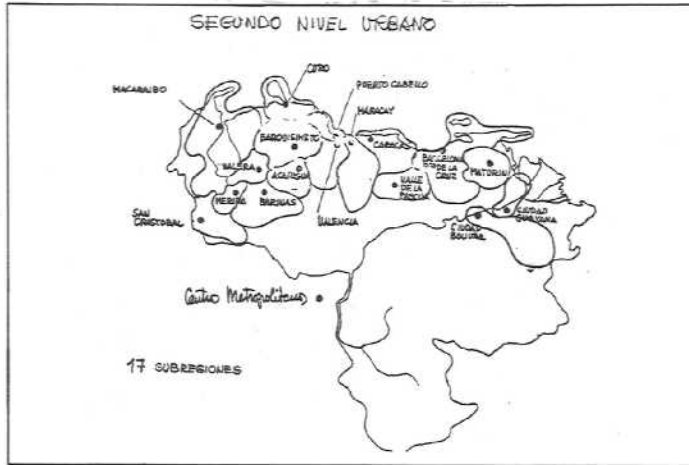 SEGUNDO NIVEL URBANO
CORO
PUERTO CABELLO
MARACAIBO
MARACAY
BARQUISIMETO
CARACAS
BARCELONA
PTO DE LA
CRUZ
MATURIN
VALERA
ACARIGUA
VALLE
DE LA
PASCUA
MERIDA
BARINAS
SAN
CRISTOBAL
VALENCIA
CIUDAD
BOLIVAR
CIUDAD
GUAYANA
Centro Metropolitano
17 SUBREGIONES